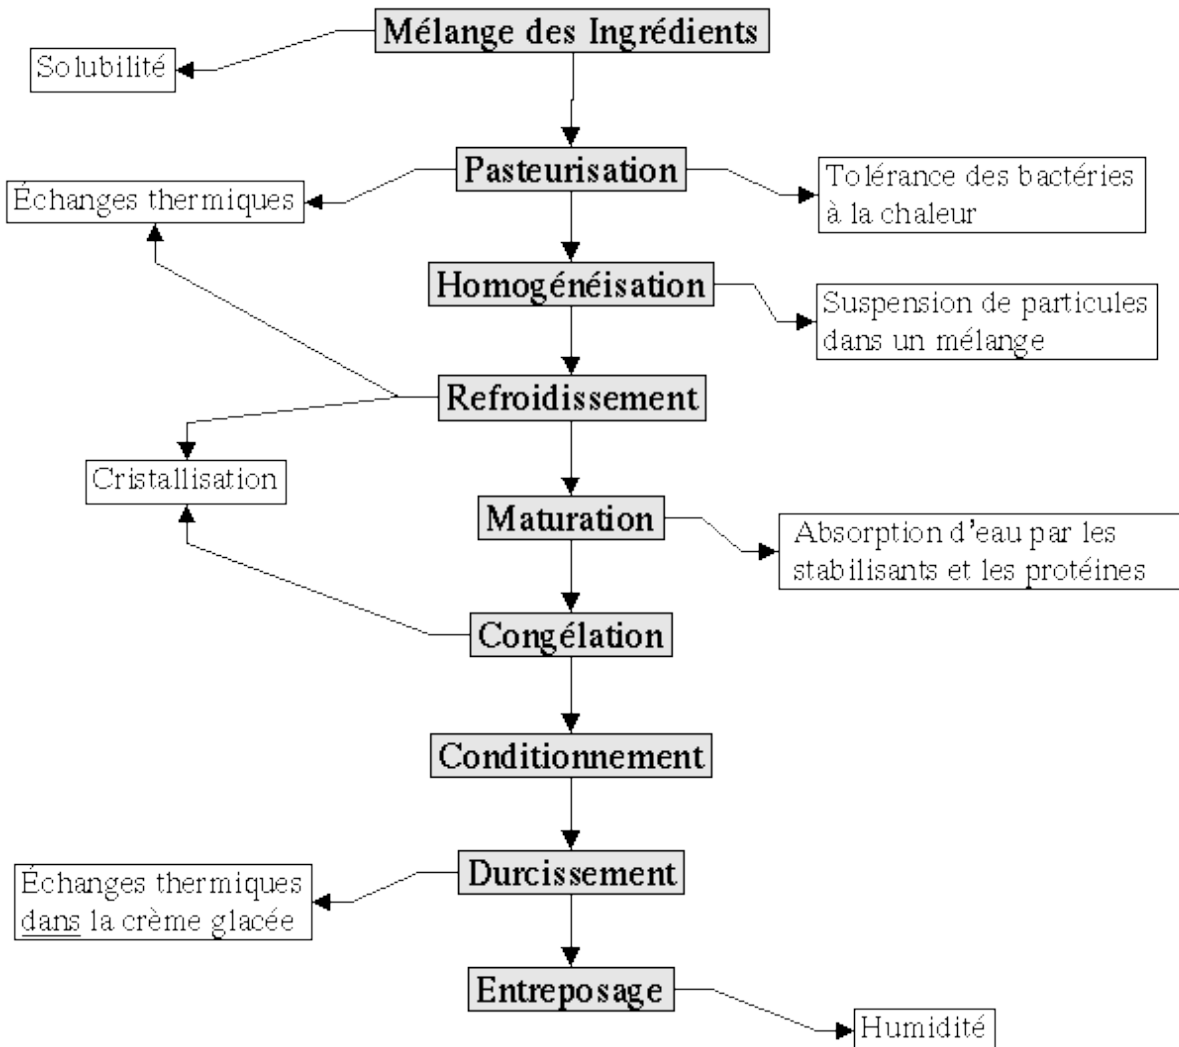 Mélange des Ingrédients
Solubilité
Pasteurisation
Échanges thermiques
Tolérance des bactéries
à la chaleur
Homogénéisation
Suspension de particules
dans un mélange
Refroidissement
Cristallisation
Maturation
Absorption d'eau par les
stabilisants et les protéines
Congélation
Conditionnement
Durcissement
Échanges thermiques
dans la crème glacée
Entreposage
Humidité